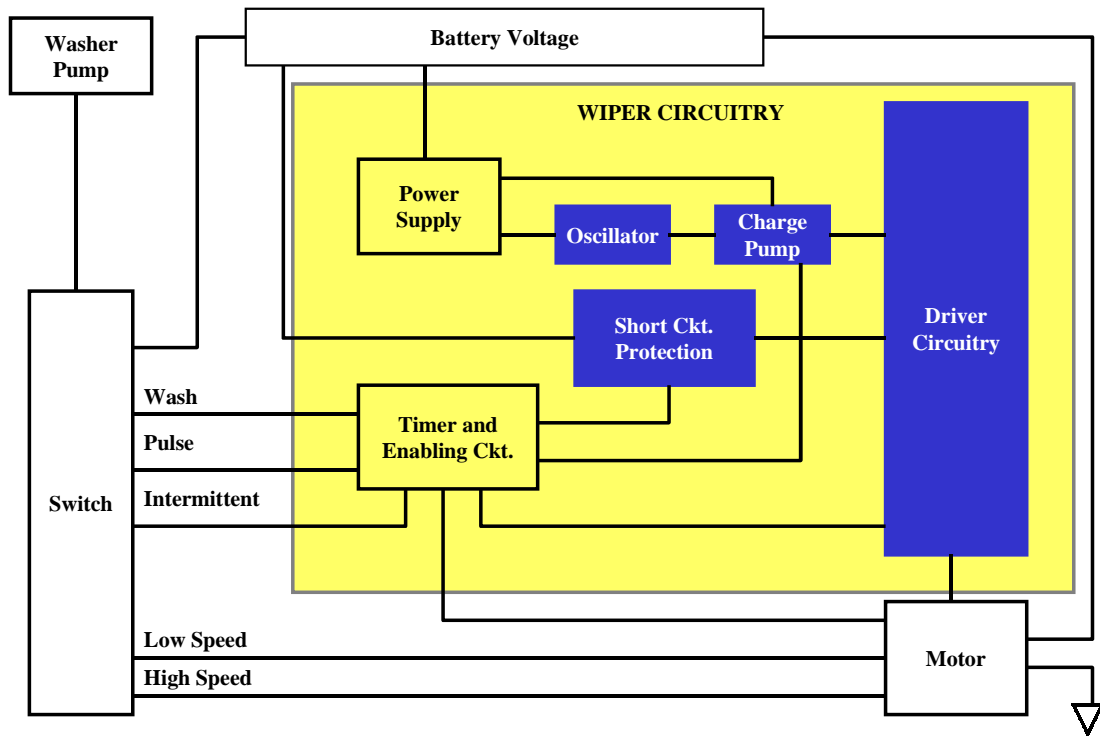 Washer
Pump
Battery Voltage
WIPER CIRCUITRY
Power
Supply
Oscillator
Charge
Pump
Short Ckt.
Protection
Driver
Circuitry
Wash
Pulse
Intermittent
Timer and
Enabling Ckt.
Switch
Low Speed
High Speed
Motor